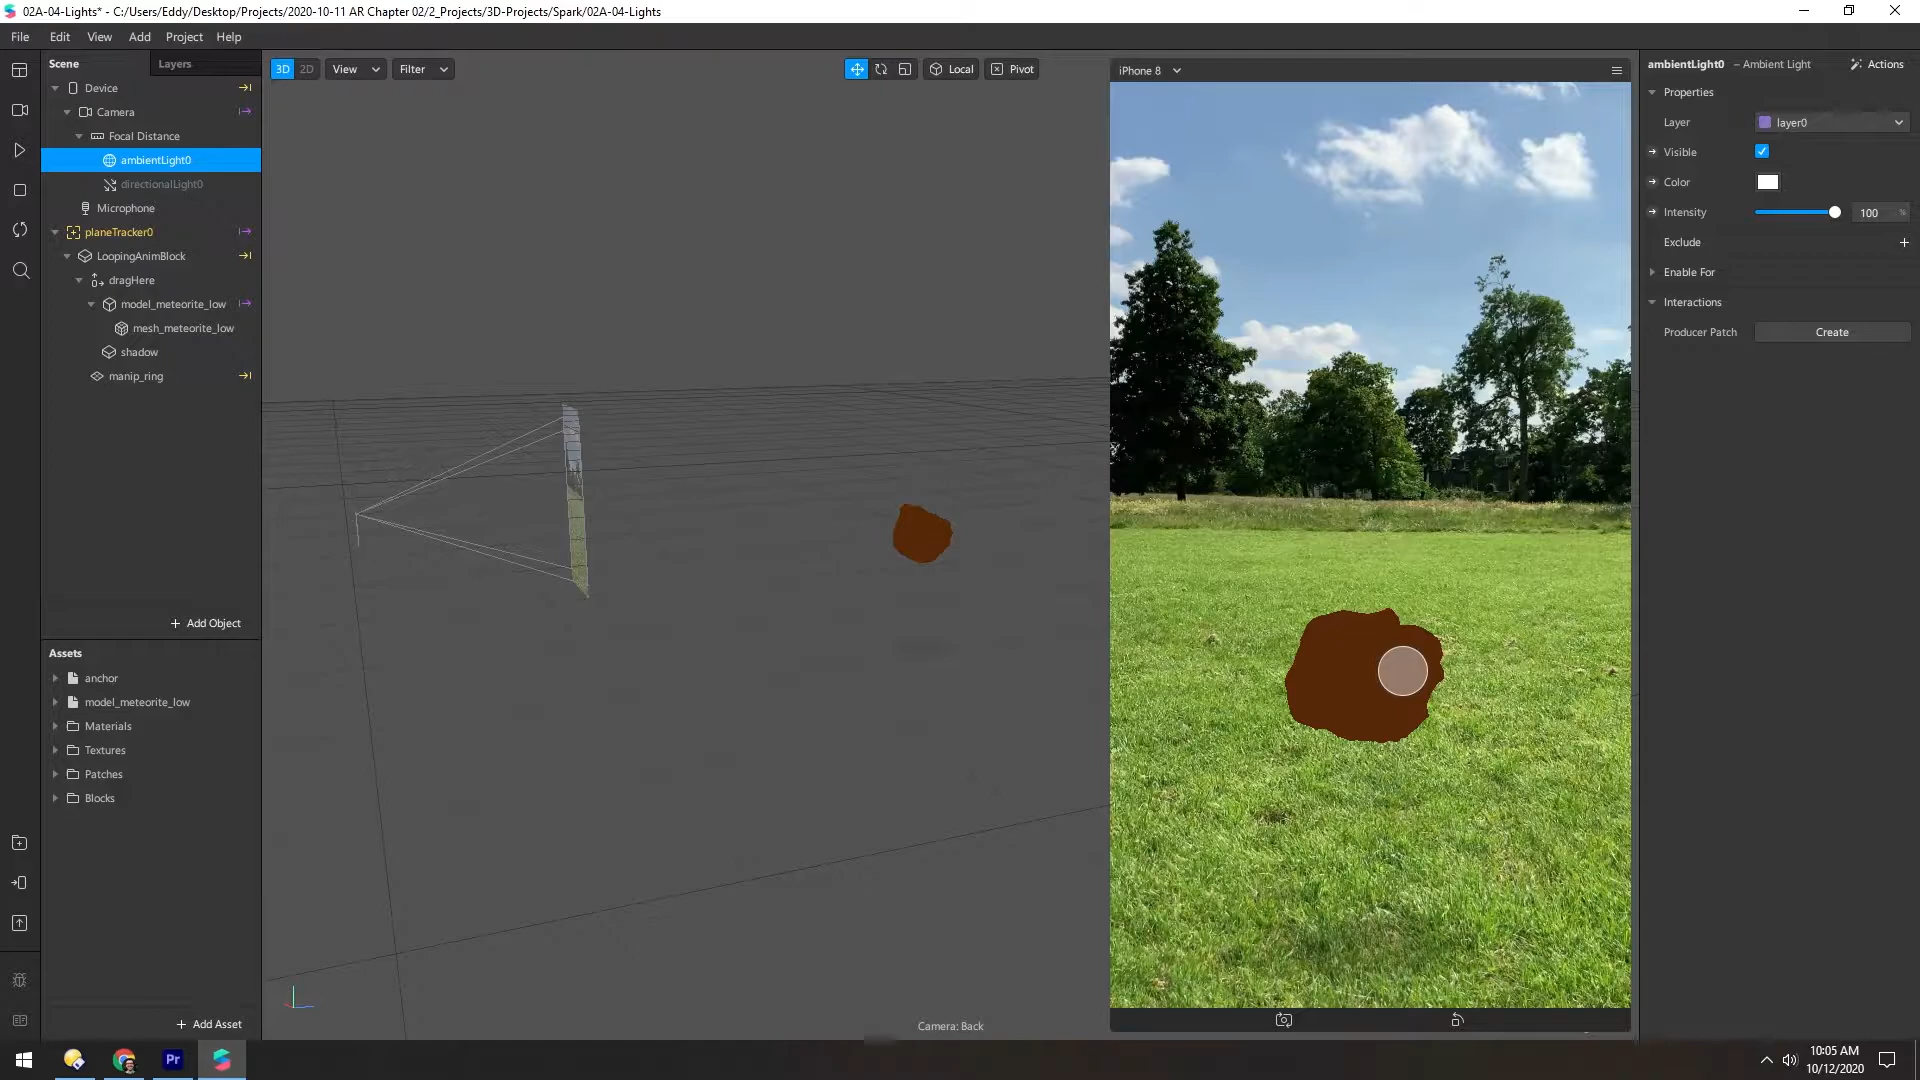 02A-04-Lights* - C:/Users/Eddy/Desktop/Projects/2020-10-11 AR Chapter 02/2_Projects/3D-Projects/Spark/02A-04-Lights
File Edit View Add Project Help
Scene Layers
Device
Camera
Focal Distance
ambientLight0
directionalLight0
Microphone
planeTracker0
LoopingAnimBlock
dragHere
model_meteorite_low
mesh_meteorite_low
shadow
manip_ring
+ Add Object
Assets
anchor
model_meteorite_low
Materials
Textures
Patches
Blocks
+ Add Asset
3D 2D View Filter Local Pivot
Camera: Back
iPhone 8
ambientLight0 – Ambient Light Actions
Properties
Layer layer0
Visible
Color
Intensity 100 %
Exclude +
Enable For
Interactions
Producer Patch Create
Pr
10:05 AM
10/12/2020